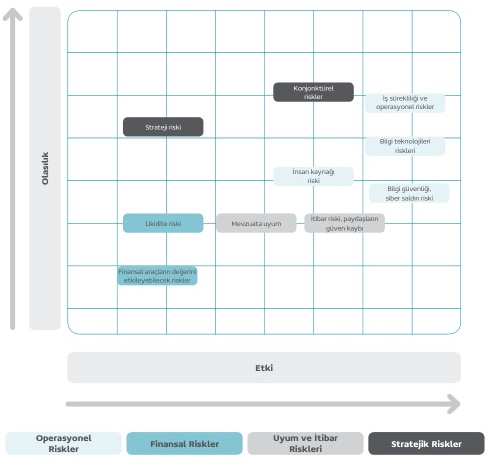 Olasılık
Konjonktürel
riskler
İş sürekliliği ve
operasyonel riskler
Strateji riski
Bilgi teknolojileri
riskleri
İnsan kaynağı
riski
Bilgi güvenliği,
siber saldırı riski
Likidite riski
Mevzuata uyum
İtibar riski, paydaşların
güven kaybı
Finansal araçların değerini
etkileyebilecek riskler
Etki
Operasyonel
Riskler
Finansal Riskler
Uyum ve İtibar
Riskleri
Stratejik Riskler